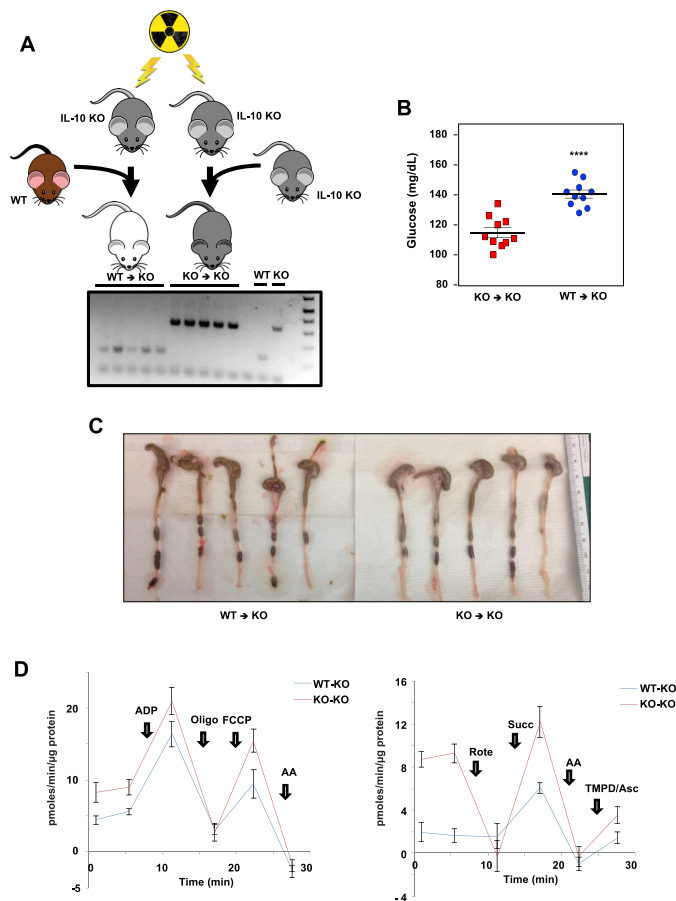 A
IL-10 KO
IL-10 KO
WT
IL-10 KO
WT → KO
KO → KO
WT KO
B
Glucose (mg/dL)
180
160
140
120
100
80
****
KO → KO
WT → KO
C
WT → KO
KO → KO
D
pmoles/min/µg protein
20
10
0
-5
WT-KO
KO-KO
ADP
Oligo
FCCP
AA
0
10
20
30
Time (min)
pmoles/min/µg protein
16
12
8
4
0
- 4
WT-KO
KO-KO
Rote
Succ
AA
TMPD/Asc
0
10
20
30
Time (min)